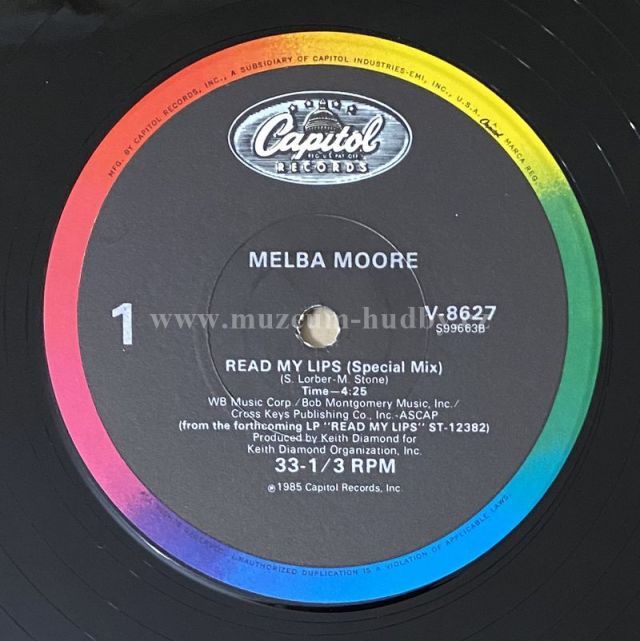 MFG. BY CAPITOL RECORDS, INC., A SUBSIDIARY OF CAPITOL INDUSTRIES-EMI, INC., U.S.A. Capitol MARCA REG.
Capitol
RECORDS
MELBA MOORE
1
V-8627
S99663B
www.muzeum-hudby
READ MY LIPS (Special Mix)
(S. Lorber-M. Stone)
Time—4:25
WB Music Corp./Bob Montgomery Music, Inc./
Cross Keys Publishing Co., Inc.-ASCAP
(from the forthcoming LP "READ MY LIPS" ST-12382)
Produced by Keith Diamond for
Keith Diamond Organization, Inc.
33-1/3 RPM
℗1985 Capitol Records, Inc.
UNAUTHORIZED DUPLICATION IS A VIOLATION OF APPLICABLE LAWS